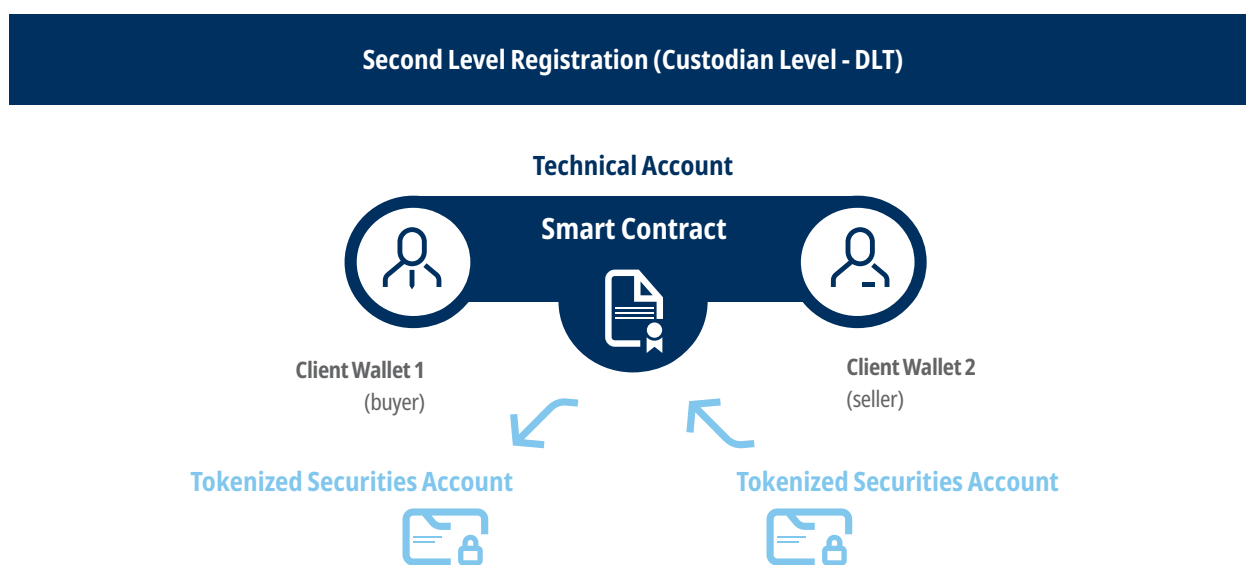 Second Level Registration (Custodian Level - DLT)
Technical Account
Smart Contract
Client Wallet 1
(buyer)
Client Wallet 2
(seller)
Tokenized Securities Account
Tokenized Securities Account